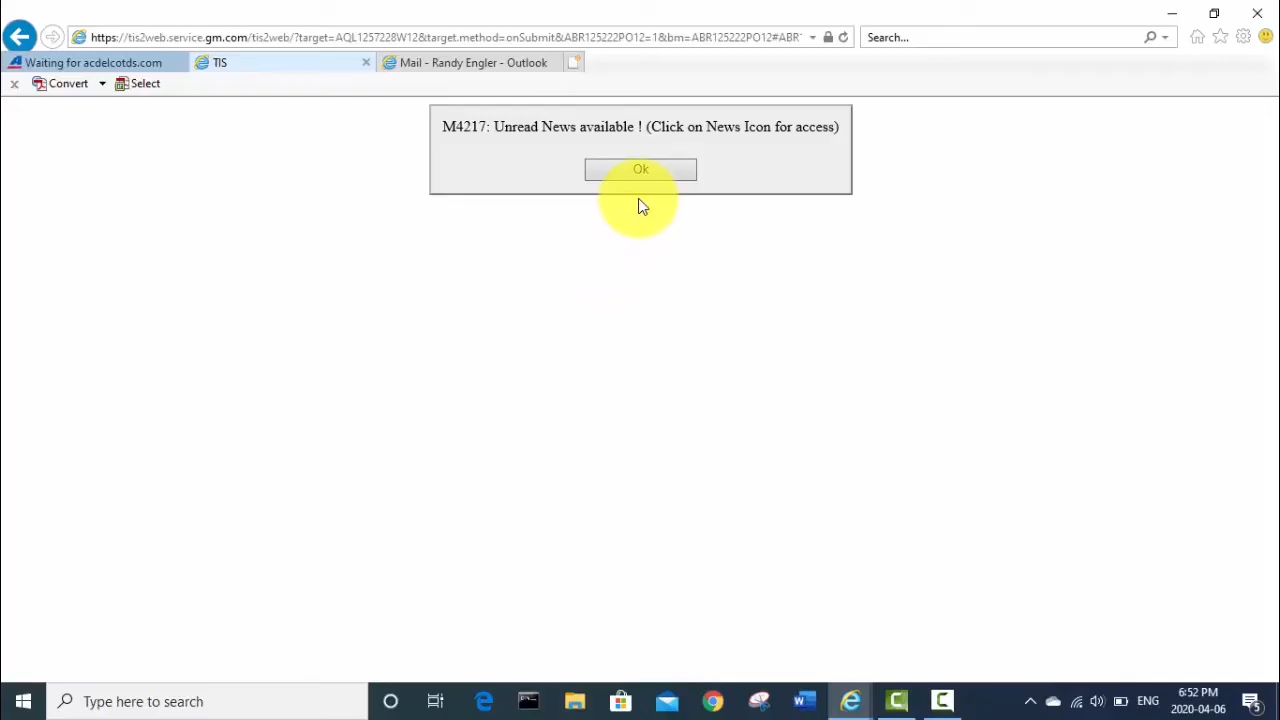 https://tis2web.service.gm.com/tis2web/?target=AQL1257228W12&target.method=onSubmit&ABR125222PO12=1&bm=ABR125222PO12#ABR1
Search...
Waiting for acdelcotds.com
TIS
Mail - Randy Engler - Outlook
Convert
Select
M4217: Unread News available ! (Click on News Icon for access)
Ok
Type here to search
ENG
6:52 PM
2020-04-06
5